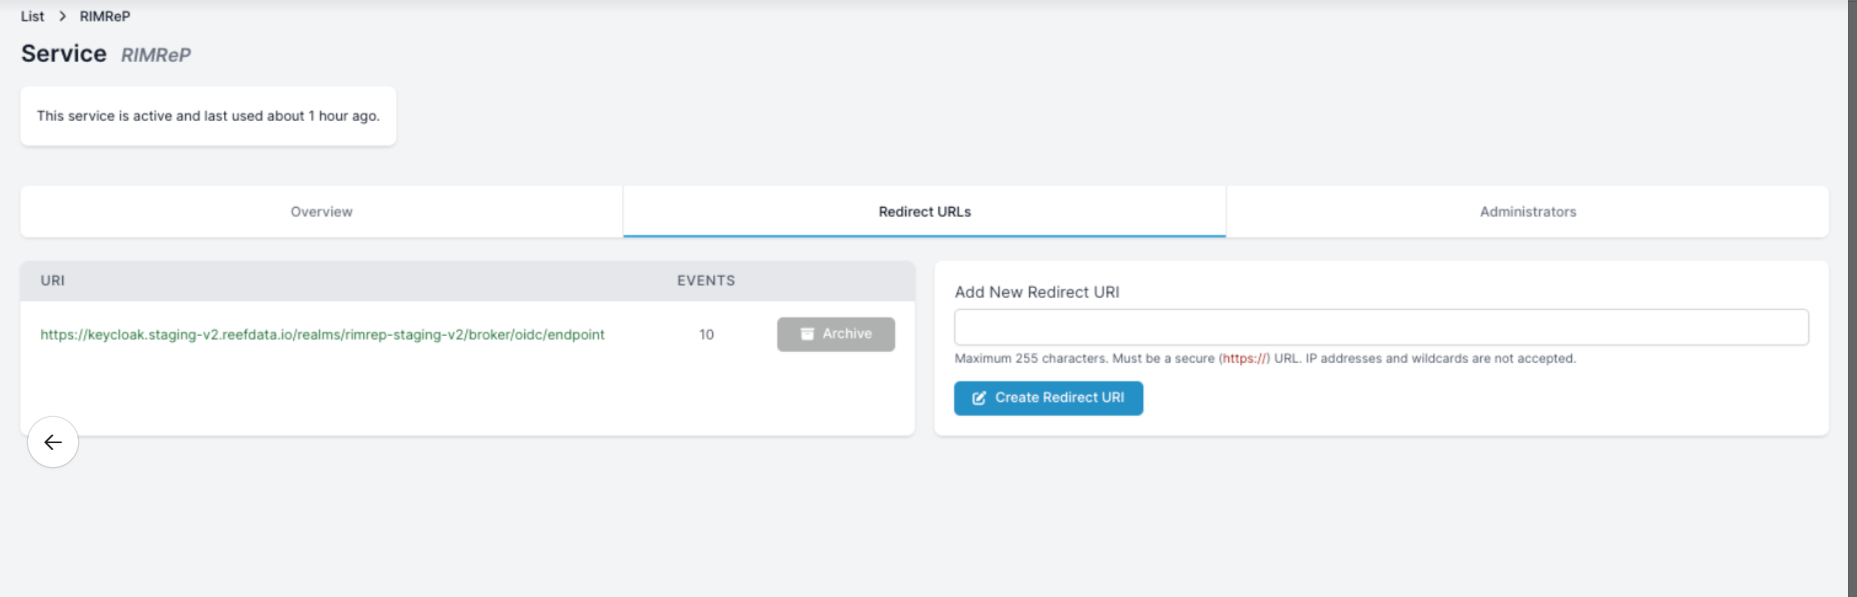 List > RIMReP
Service RIMReP
This service is active and last used about 1 hour ago.
Overview
Redirect URLs
Administrators
URI EVENTS
https://keycloak.staging-v2.reefdata.io/realms/rimrep-staging-v2/broker/oidc/endpoint 10 Archive
Add New Redirect URI
Maximum 255 characters. Must be a secure (https://) URL. IP addresses and wildcards are not accepted.
Create Redirect URI